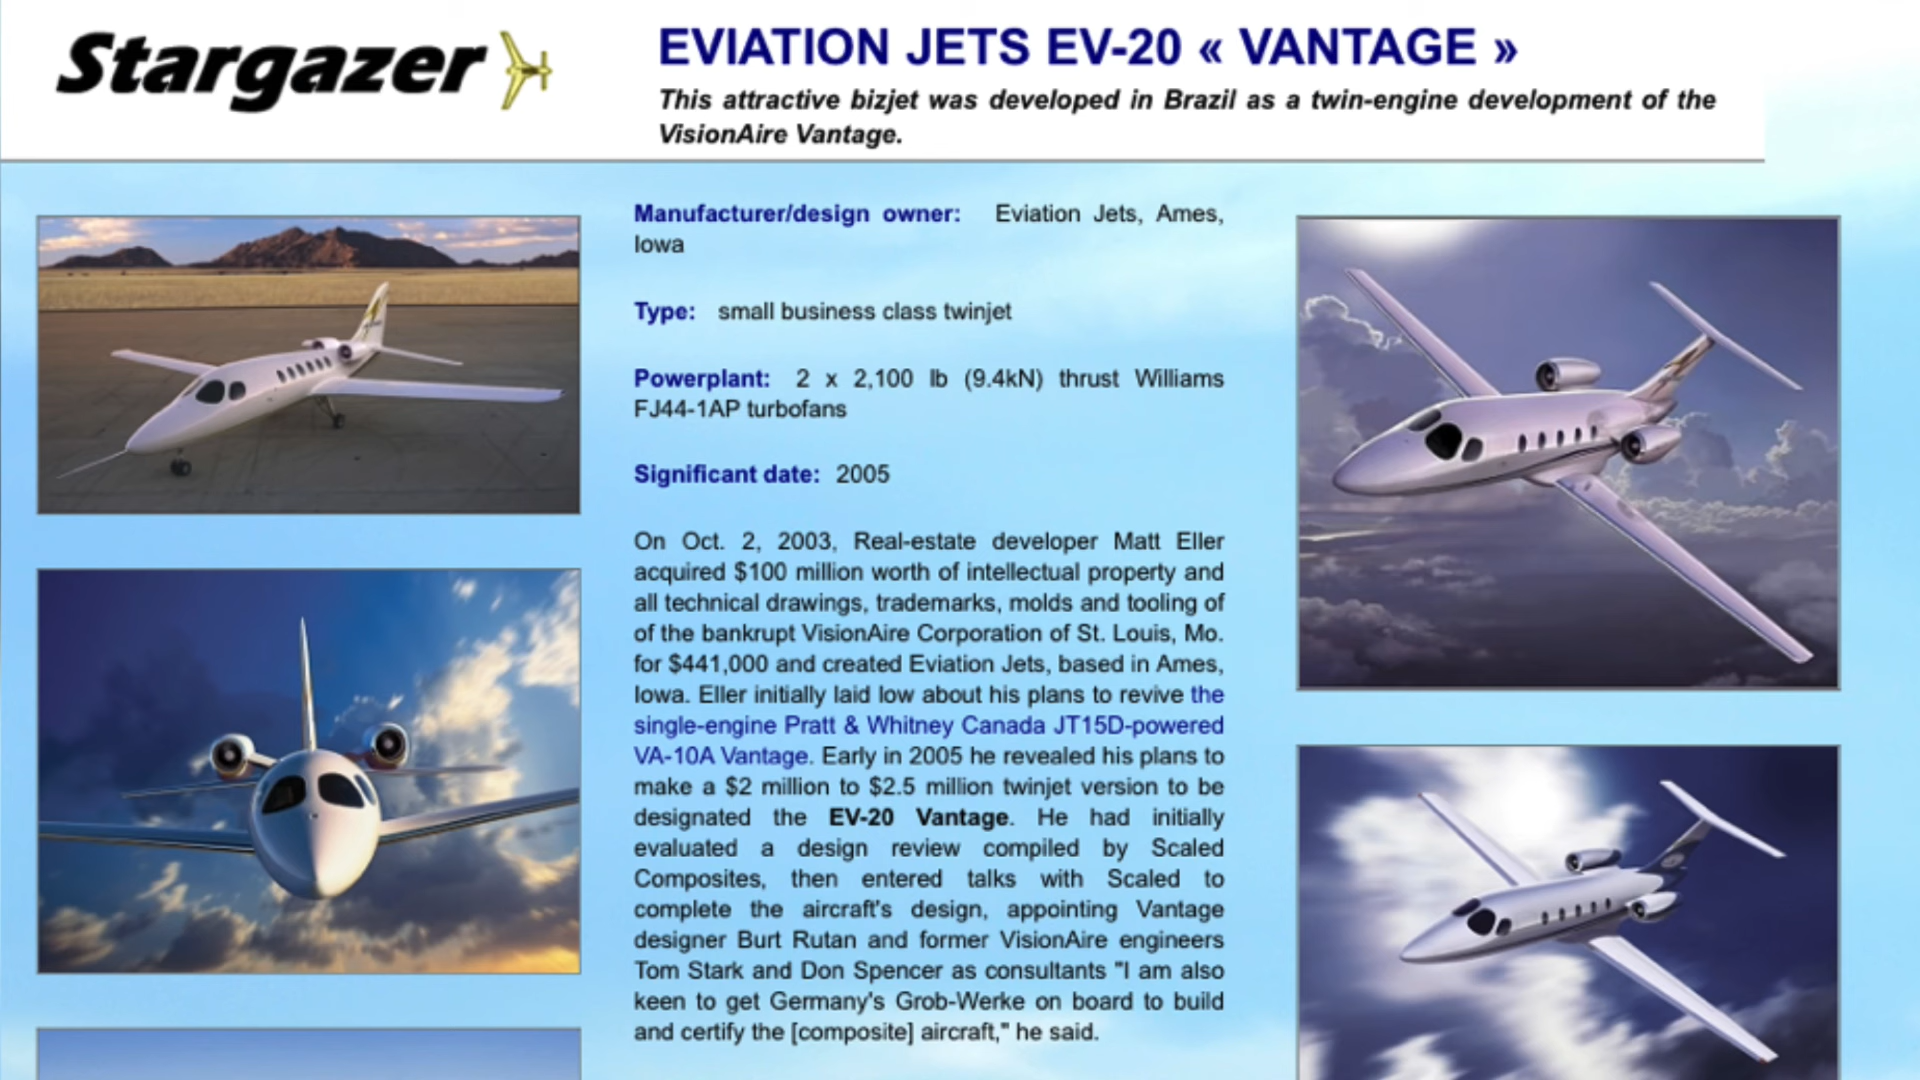 Stargazer
EVIATION JETS EV-20 « VANTAGE »
This attractive bizjet was developed in Brazil as a twin-engine development of the
VisionAire Vantage.
Manufacturer/design owner: Eviation Jets, Ames,
Iowa
Type: small business class twinjet
Powerplant: 2 x 2,100 lb (9.4kN) thrust Williams
FJ44-1AP turbofans
Significant date: 2005
On Oct. 2, 2003, Real-estate developer Matt Eller
acquired $100 million worth of intellectual property and
all technical drawings, trademarks, molds and tooling of
of the bankrupt VisionAire Corporation of St. Louis, Mo.
for $441,000 and created Eviation Jets, based in Ames,
Iowa. Eller initially laid low about his plans to revive the
single-engine Pratt & Whitney Canada JT15D-powered
VA-10A Vantage. Early in 2005 he revealed his plans to
make a $2 million to $2.5 million twinjet version to be
designated the EV-20 Vantage. He had initially
evaluated a design review compiled by Scaled
Composites, then entered talks with Scaled to
complete the aircraft's design, appointing Vantage
designer Burt Rutan and former VisionAire engineers
Tom Stark and Don Spencer as consultants "I am also
keen to get Germany's Grob-Werke on board to build
and certify the [composite] aircraft," he said.